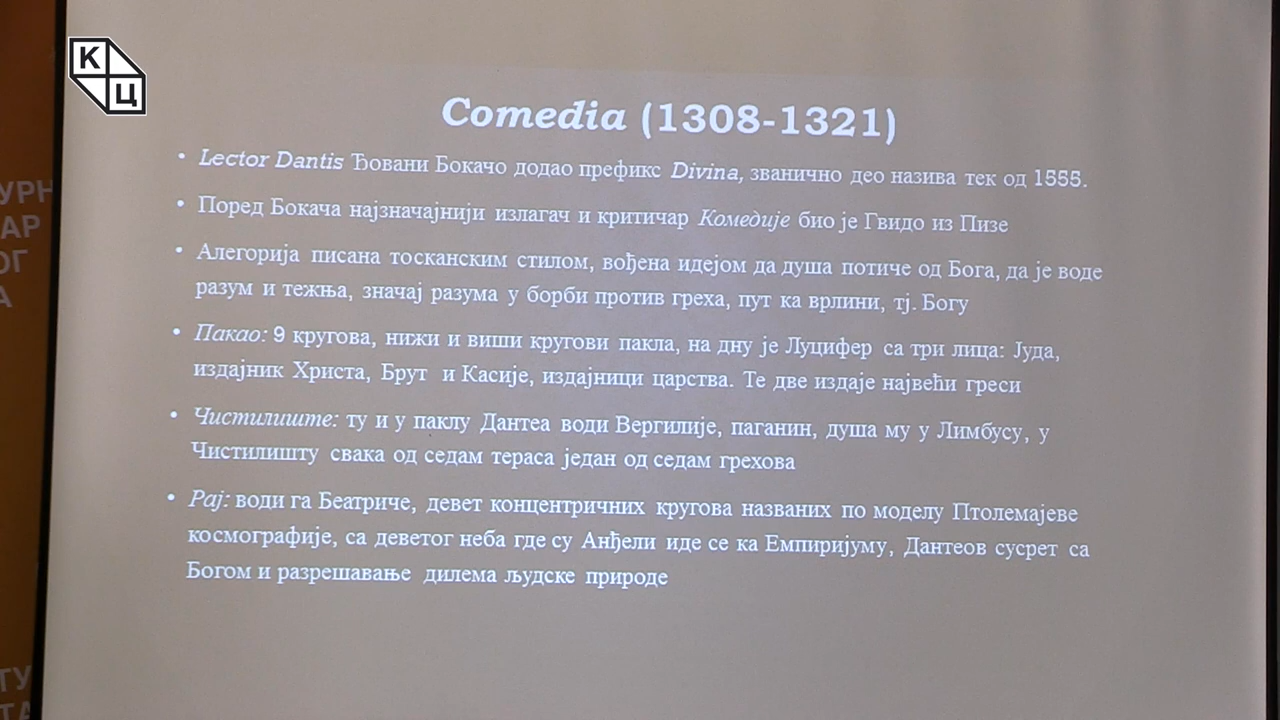 К
Ц
УРН
АР
ОГ
А
ТУ
ТА
Comedia (1308-1321)
• Lector Dantis Ђовани Бокачо додао префикс Divina, званично део назива тек од 1555.
• Поред Бокача најзначајнији излагач и критичар Комедије био је Гвидо из Пизе
• Алегорија писана тосканским стилом, вођена идејом да душа потиче од Бога, да је воде
разум и тежња, значај разума у борби против греха, пут ка врлини, тј. Богу
• Пакао: 9 кругова, нижи и виши кругови пакла, на дну је Луцифер са три лица: Јуда,
издајник Христа, Брут и Касије, издајници царства. Те две издаје највећи греси
• Чистилиште: ту и у паклу Дантеа води Вергилије, паганин, душа му у Лимбусу, у
Чистилишту свака од седам тераса један од седам грехова
• Рај: води га Беатриче, девет концентричних кругова названих по моделу Птолемајеве
космографије, са деветог неба где су Анђели иде се ка Емпиријуму, Дантеов сусрет са
Богом и разрешавање дилема људске природе